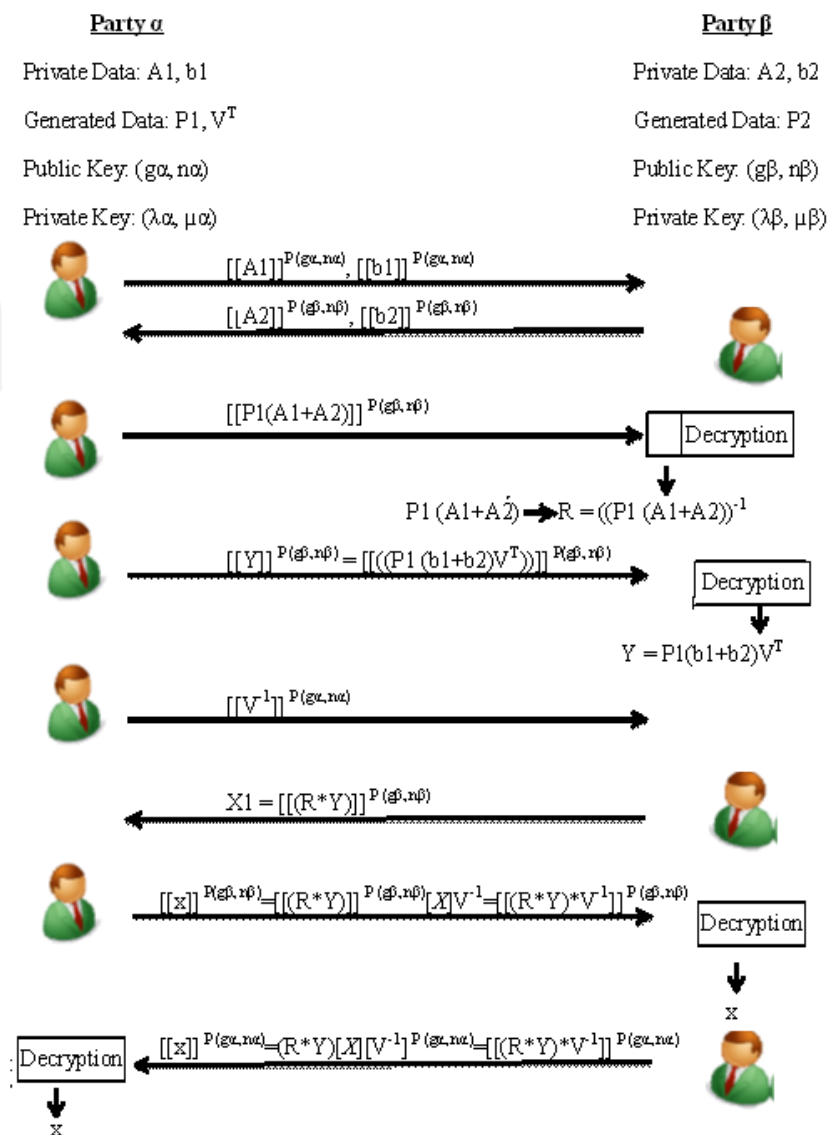 Party α
Party β
Private Data: A1, b1
Private Data: A2, b2
Generated Data: P1, V^T
Generated Data: P2
Public Key: (gα, nα)
Public Key: (gβ, nβ)
Private Key: (λα, μα)
Private Key: (λβ, μβ)
[[A1]]^P(gα,nα), [[b1]]^P(gα,nα)
[[A2]]^P(gβ,nβ), [[b2]]^P(gβ,nβ)
[[P1(A1+A2)]]^P(gβ,nβ)
Decryption
P1 (A1+A2) R = ((P1 (A1+A2))^-1
[[Y]]^P(gβ,nβ) = [[((P1 (b1+b2)V^T))]]^P(gβ,nβ)
Decryption
Y = P1(b1+b2)V^T
[[V^-1]]^P(gα,nα)
X1 = [[(R*Y)]]^P(gβ,nβ)
[[x]]^P(gβ,nβ)=[[(R*Y)]]^P(gβ,nβ)[X]V^-1=[[(R*Y)*V^-1]]^P(gβ,nβ)
Decryption
x
[[x]]^P(gα,nα)=(R*Y)[X][V^-1]^P(gα,nα)=[[(R*Y)*V^-1]]^P(gα,nα)
Decryption
x